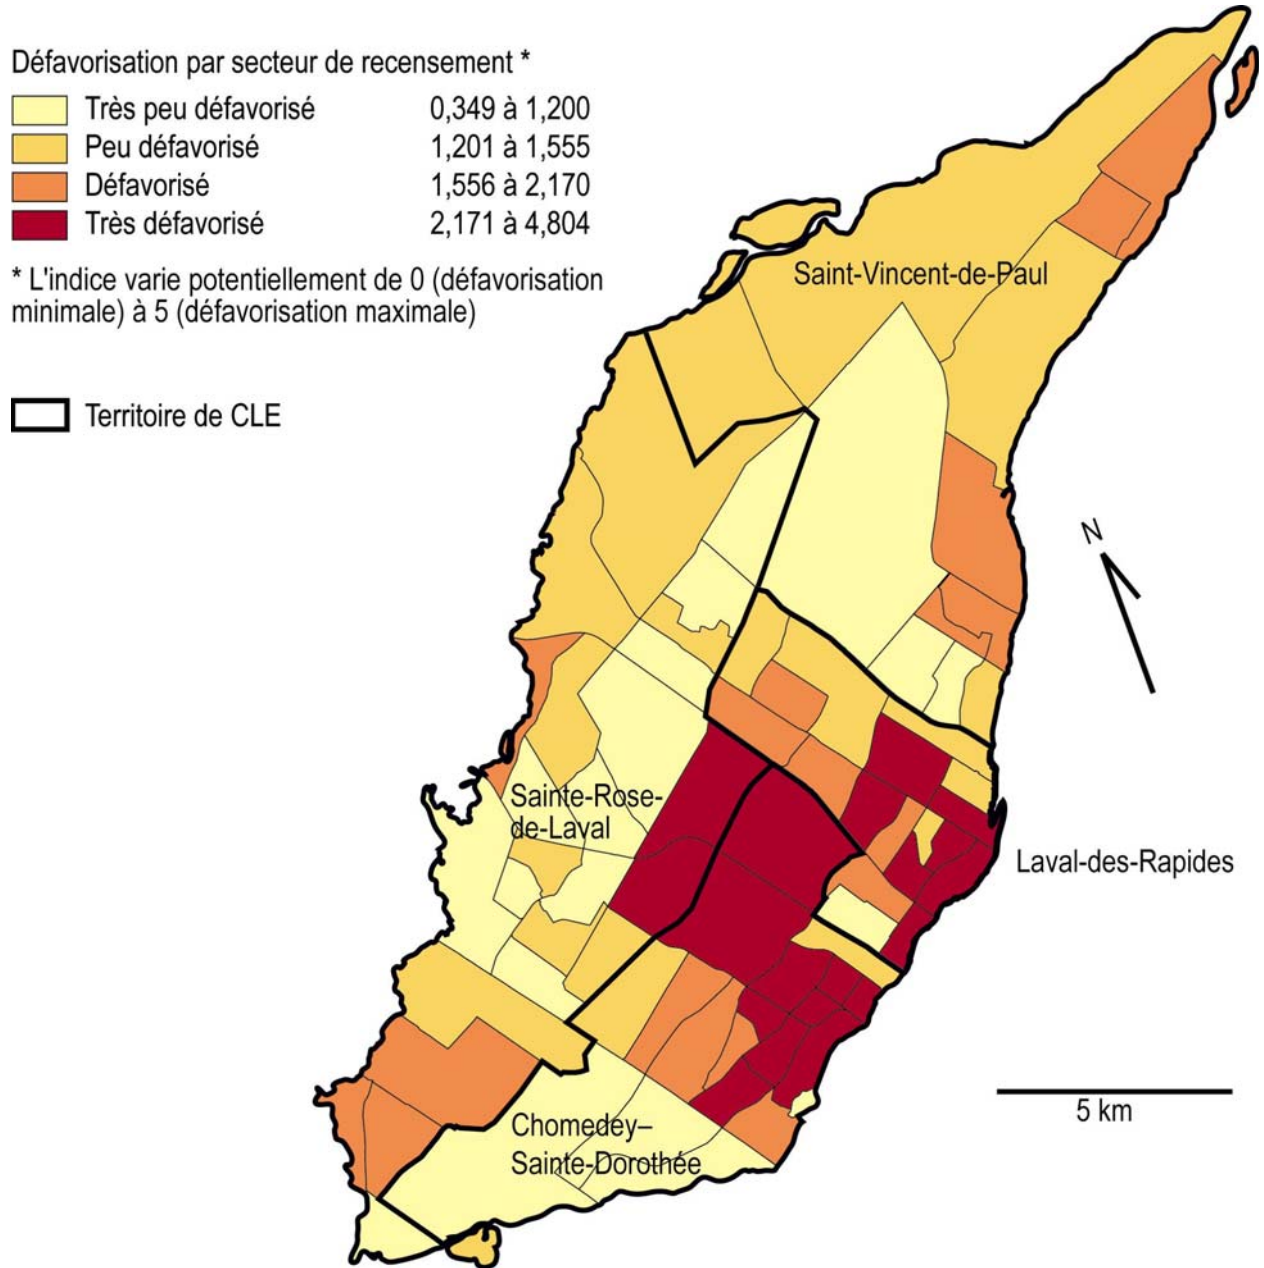 Défavorisation par secteur de recensement *
Très peu défavorisé 0,349 à 1,200
Peu défavorisé 1,201 à 1,555
Défavorisé 1,556 à 2,170
Très défavorisé 2,171 à 4,804
* L'indice varie potentiellement de 0 (défavorisation
minimale) à 5 (défavorisation maximale)
Territoire de CLE
Saint-Vincent-de-Paul
N
Sainte-Rose-
de-Laval
Laval-des-Rapides
5 km
Chomedey–
Sainte-Dorothée